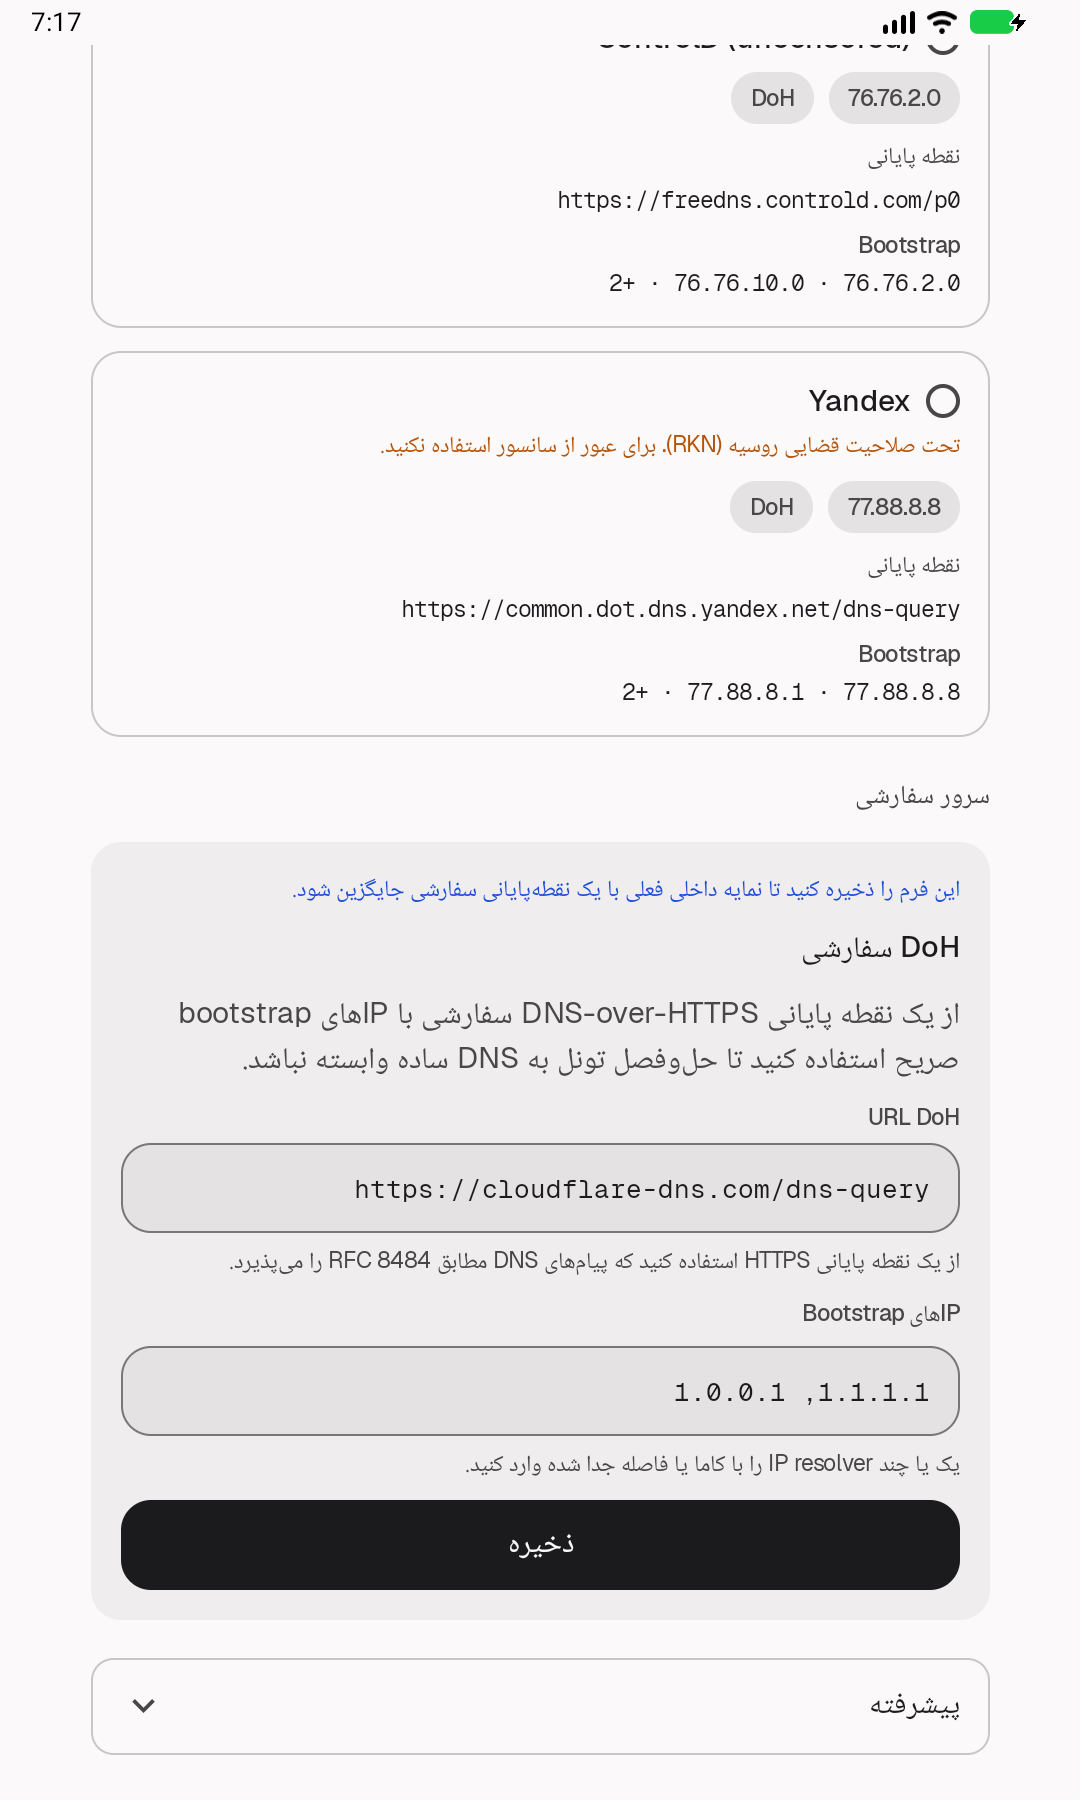 7:17
ControlD (uncensored)
76.76.2.0
DoH
نقطه پایانی
https://freedns.controld.com/p0
Bootstrap
76.76.2.0 · 76.76.10.0 · +2
Yandex
تحت صلاحیت قضایی روسیه (RKN). برای عبور از سانسور استفاده نکنید.
77.88.8.8
DoH
نقطه پایانی
https://common.dot.dns.yandex.net/dns-query
Bootstrap
77.88.8.8 · 77.88.8.1 · +2
سرور سفارشی
این فرم را ذخیره کنید تا نمایه داخلی فعلی با یک نقطه‌پایانی سفارشی جایگزین شود.
DoH سفارشی
از یک نقطه پایانی DNS-over-HTTPS سفارشی با IPهای bootstrap
صریح استفاده کنید تا حل‌وفصل تونل به DNS ساده وابسته نباشد.
URL DoH
https://cloudflare-dns.com/dns-query
از یک نقطه پایانی HTTPS استفاده کنید که پیام‌های DNS مطابق RFC 8484 را می‌پذیرد.
IPهای Bootstrap
1.1.1.1, 1.0.0.1
یک یا چند IP resolver را با کاما یا فاصله جدا شده وارد کنید.
ذخیره
پیشرفته